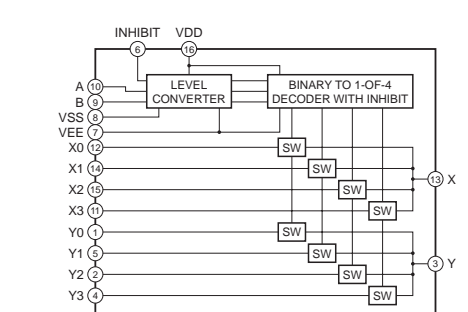 INHIBIT VDD
6 16
A 10 LEVEL CONVERTER BINARY TO 1-OF-4 DECODER WITH INHIBIT
B 9
VSS 8
VEE 7
X0 12 SW
X1 14 SW
13 X
X2 15 SW
X3 11 SW
Y0 1 SW
Y1 5 SW
3 Y
Y2 2 SW
Y3 4 SW